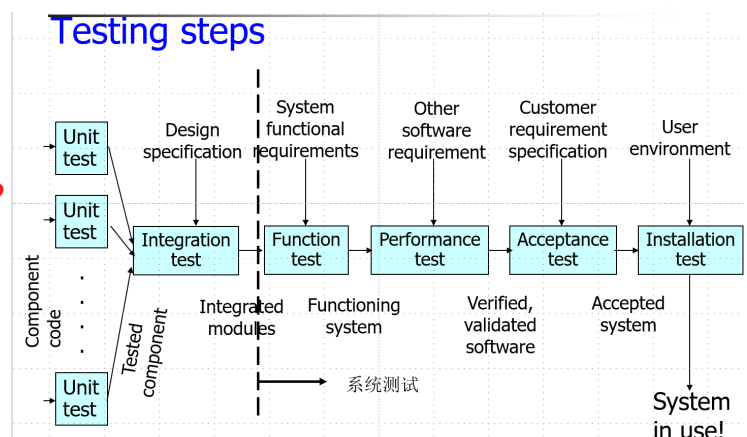 Testing steps
Unit
test
Unit
test
Unit
test
Component
code
Tested
component
Design
specification
Integration
test
Integrated
modules
System
functional
requirements
Function
test
Functioning
system
Other
software
requirement
Performance
test
Verified,
validated
software
Customer
requirement
specification
Acceptance
test
Accepted
system
User
environment
Installation
test
系统测试
System
in use!